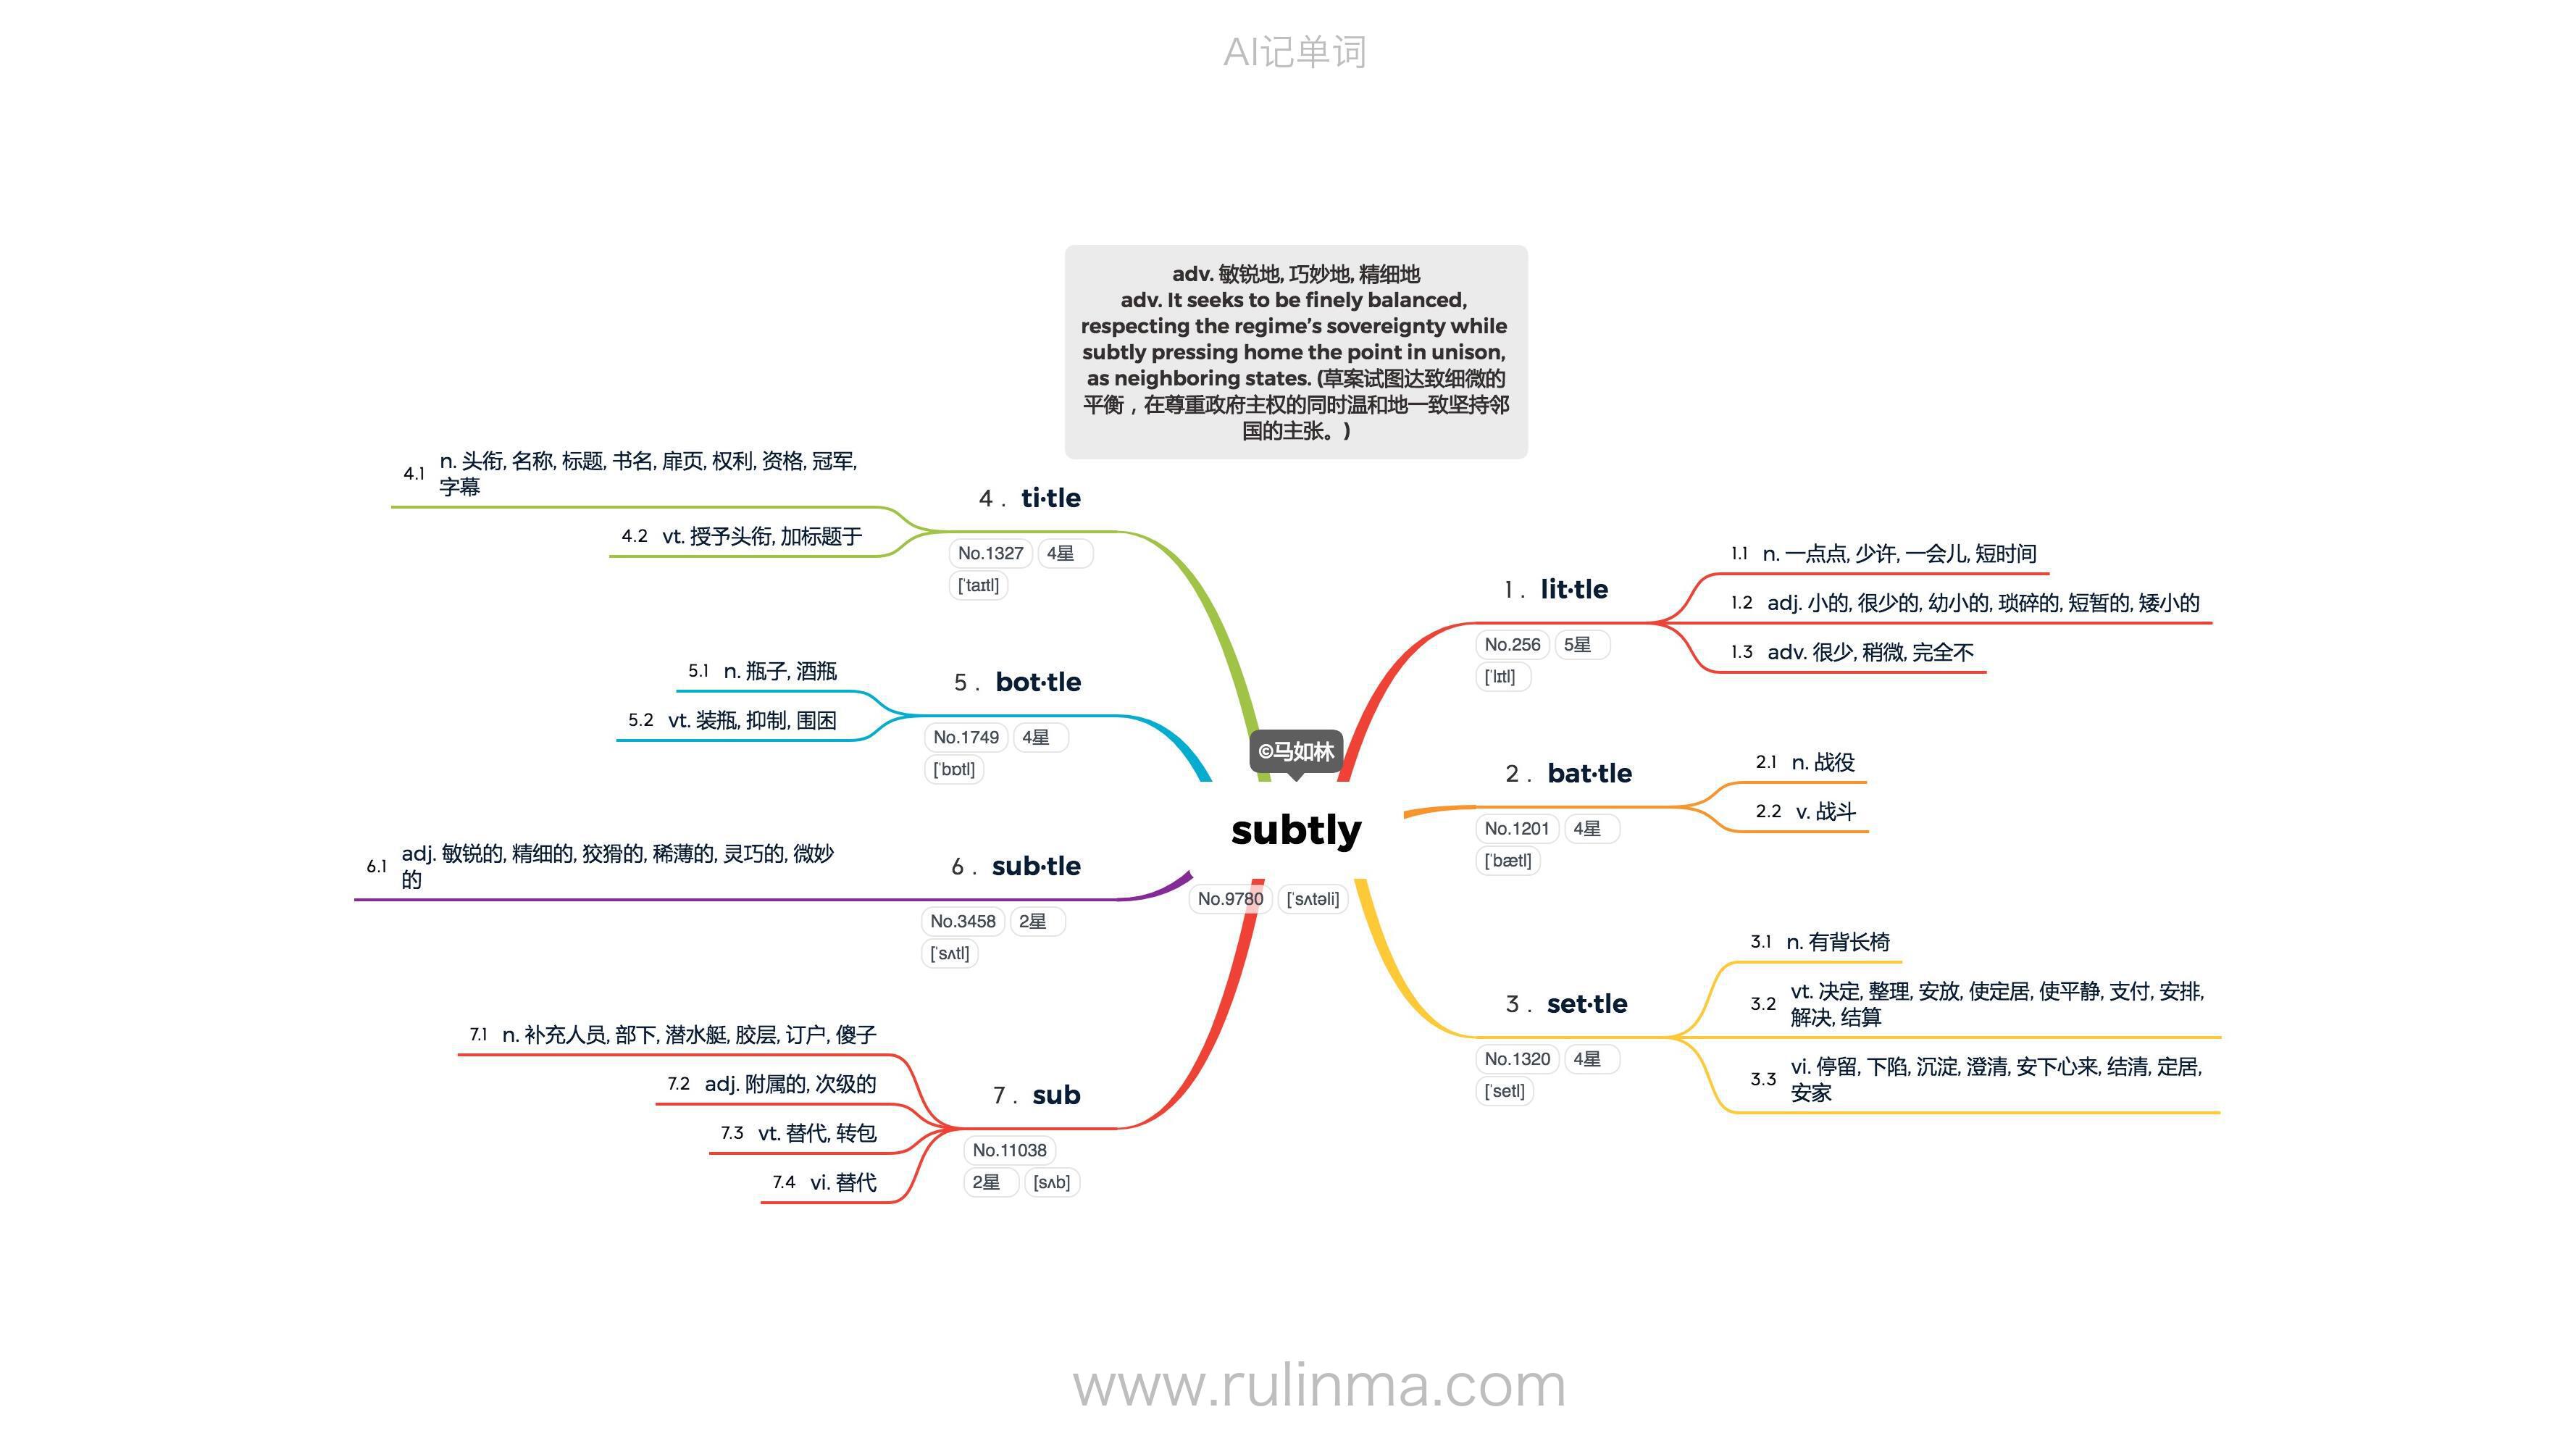 AI记单词
adv. 敏锐地, 巧妙地, 精细地
adv. It seeks to be finely balanced,
respecting the regime’s sovereignty while
subtly pressing home the point in unison,
as neighboring states. (草案试图达致细微的
平衡，在尊重政府主权的同时温和地一致坚持邻
国的主张。)
©马如林
subtly
No.9780 [ˈsʌtəli]
1. lit·tle
No.256 5星
[ˈlɪtl]
1.1 n. 一点点, 少许, 一会儿, 短时间
1.2 adj. 小的, 很少的, 幼小的, 琐碎的, 短暂的, 矮小的
1.3 adv. 很少, 稍微, 完全不
2. bat·tle
No.1201 4星
[ˈbætl]
2.1 n. 战役
2.2 v. 战斗
3. set·tle
No.1320 4星
[ˈsetl]
3.1 n. 有背长椅
3.2 vt. 决定, 整理, 安放, 使定居, 使平静, 支付, 安排,
解决, 结算
3.3 vi. 停留, 下陷, 沉淀, 澄清, 安下心来, 结清, 定居,
安家
4. ti·tle
No.1327 4星
[ˈtaɪtl]
4.1 n. 头衔, 名称, 标题, 书名, 扉页, 权利, 资格, 冠军,
字幕
4.2 vt. 授予头衔, 加标题于
5. bot·tle
No.1749 4星
[ˈbɒtl]
5.1 n. 瓶子, 酒瓶
5.2 vt. 装瓶, 抑制, 围困
6. sub·tle
No.3458 2星
[ˈsʌtl]
6.1 adj. 敏锐的, 精细的, 狡猾的, 稀薄的, 灵巧的, 微妙
的
7. sub
No.11038
2星 [sʌb]
7.1 n. 补充人员, 部下, 潜水艇, 胶层, 订户, 傻子
7.2 adj. 附属的, 次级的
7.3 vt. 替代, 转包
7.4 vi. 替代
www.rulinma.com